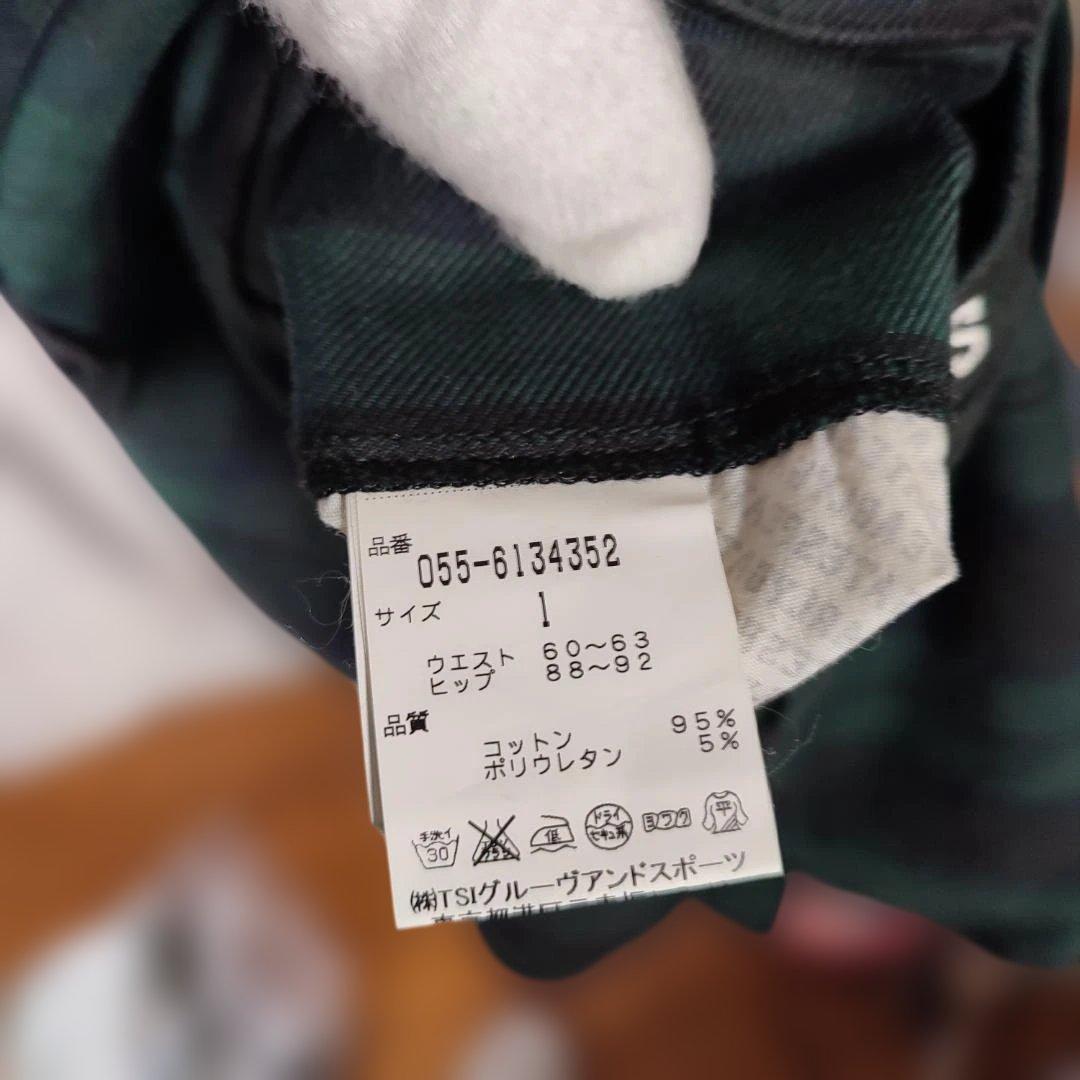 S
品番
055-6134352
サイズ 1
ウエスト 60～63
ヒップ 88～92
品質
コットン 95%
ポリウレタン 5%
手洗イ 30 低 ドライ セキユ系 ヨワク 平
㈱TSIグルーヴアンドスポーツ